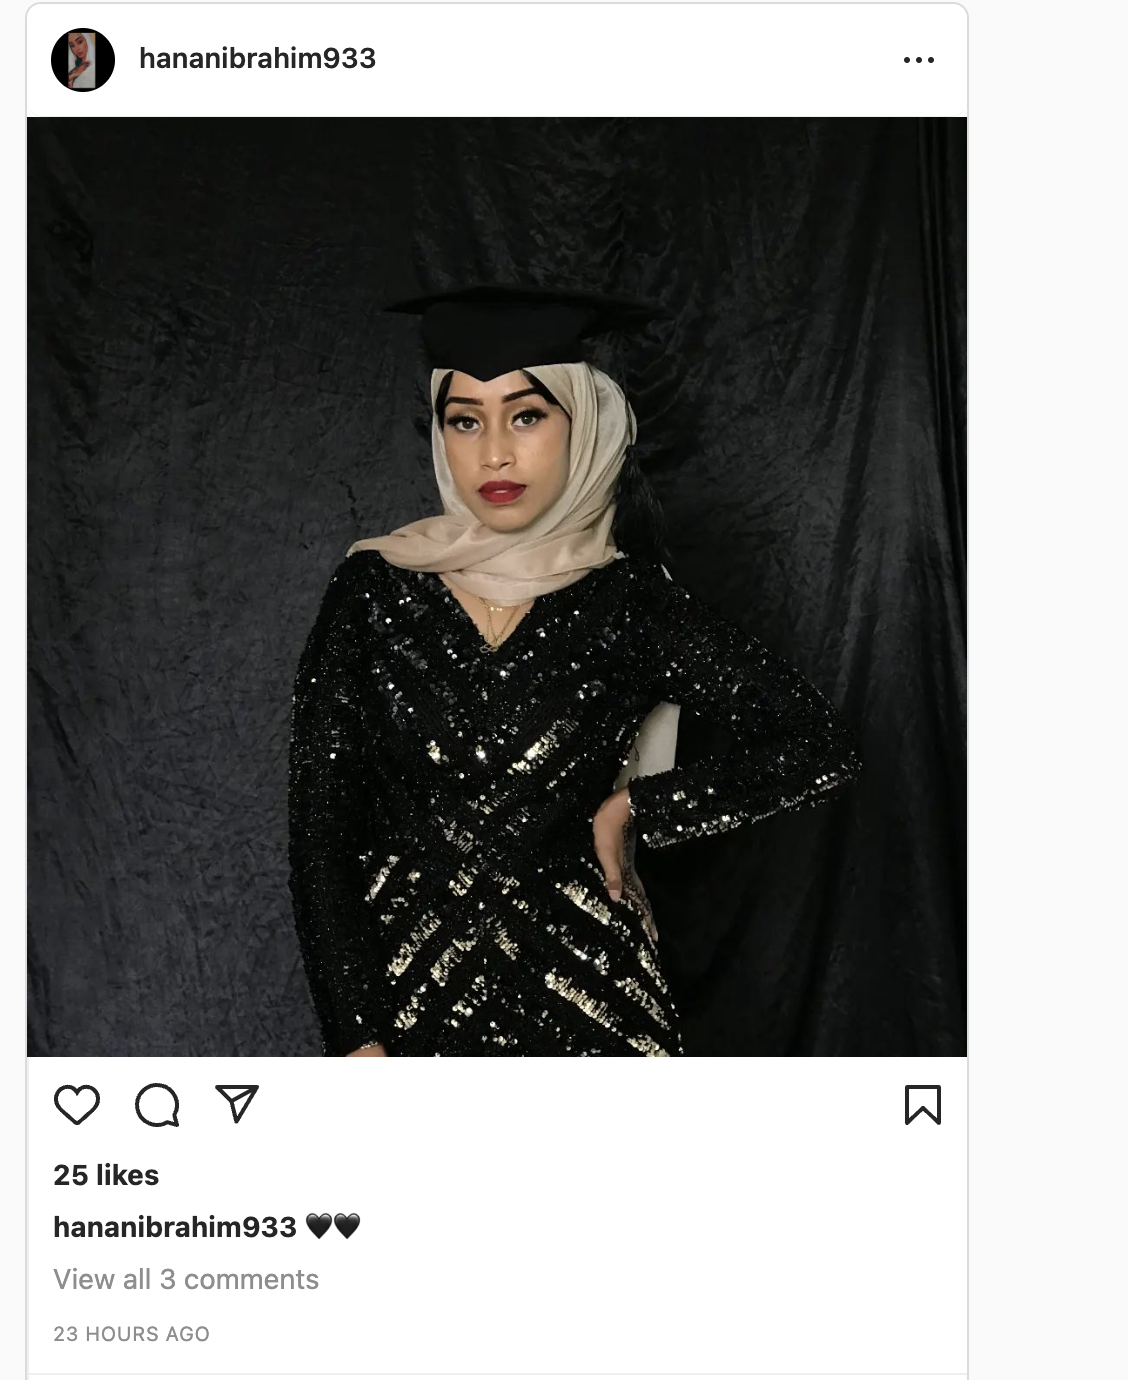 hananibrahim933
25 likes
hananibrahim933 🖤🖤
View all 3 comments
23 HOURS AGO